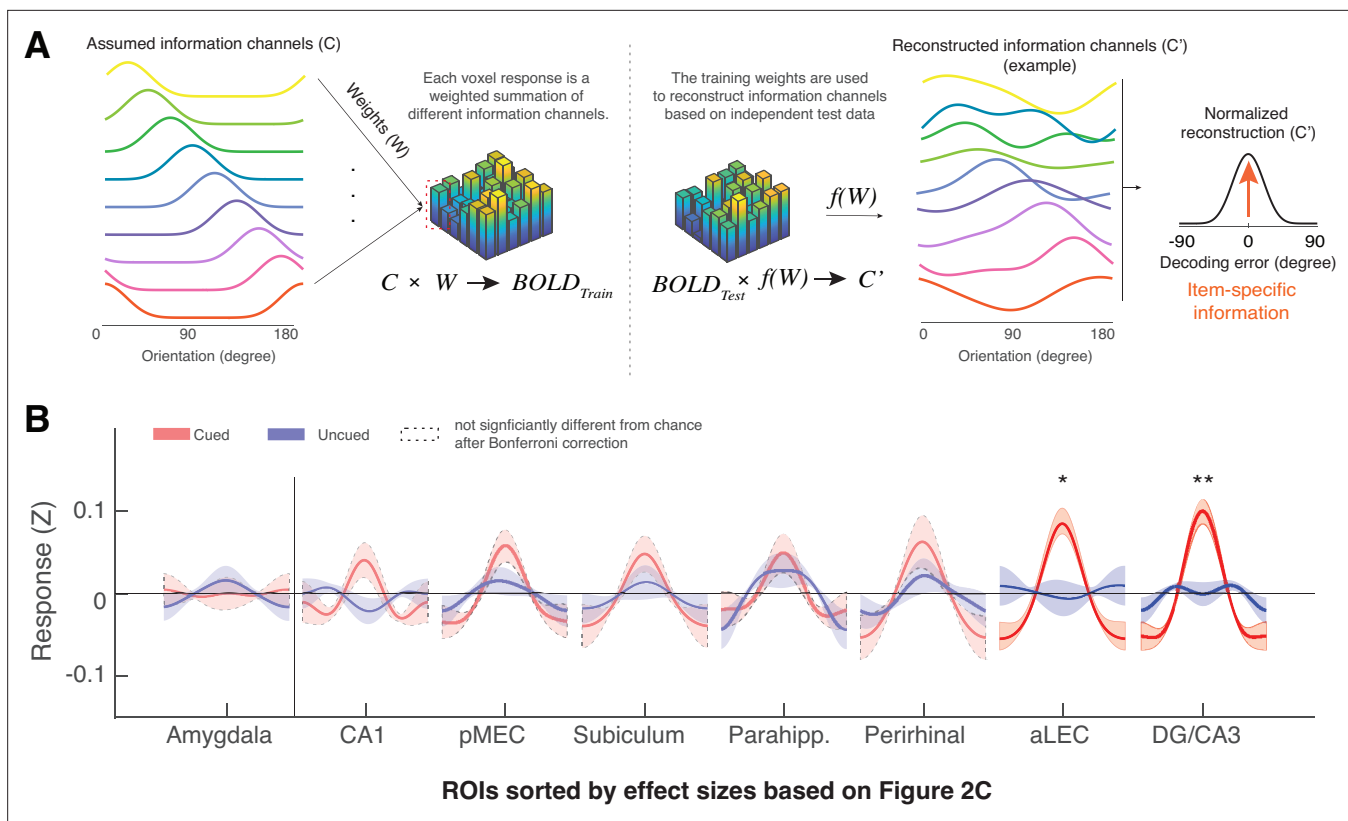 A
Assumed information channels (C)
Weights (W)
Each voxel response is a
weighted summation of
different information channels.
C × W → BOLD Train
0 90 180
Orientation (degree)
The training weights are used
to reconstruct information channels
based on independent test data
f(W)
BOLD Test × f(W) → C'
Reconstructed information channels (C')
(example)
0 90 180
Orientation (degree)
Normalized
reconstruction (C')
-90 0 90
Decoding error (degree)
Item-specific
information
B
Cued
Uncued
not signficiantly different from chance
after Bonferroni correction
Response (Z)
0.1
0
-0.1
* **
Amygdala CA1 pMEC Subiculum Parahipp. Perirhinal aLEC DG/CA3
ROIs sorted by effect sizes based on Figure 2C